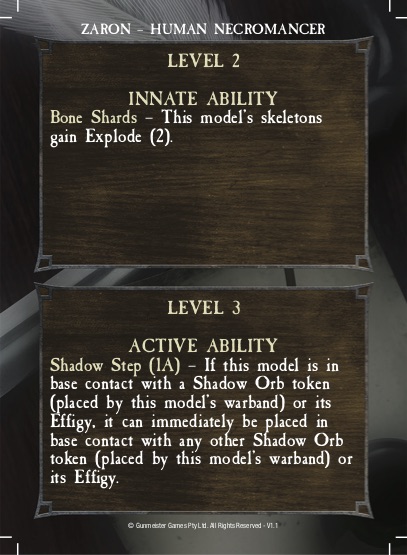 ZARON – HUMAN NECROMANCER
LEVEL 2
INNATE ABILITY
Bone Shards – This model's skeletons
gain Explode (2).
LEVEL 3
ACTIVE ABILITY
Shadow Step (1A) – If this model is in
base contact with a Shadow Orb token
(placed by this model's warband) or its
Effigy, it can immediately be placed in
base contact with any other Shadow Orb
token (placed by this model's warband) or
its Effigy.
© Gunmeister Games Pty Ltd. All Rights Reserved - V1.1